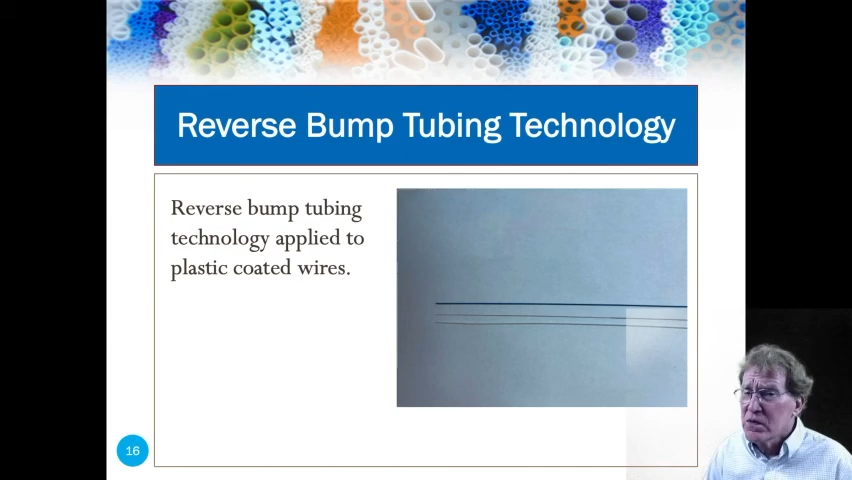 Reverse Bump Tubing Technology
Reverse bump tubing
technology applied to
plastic coated wires.
16